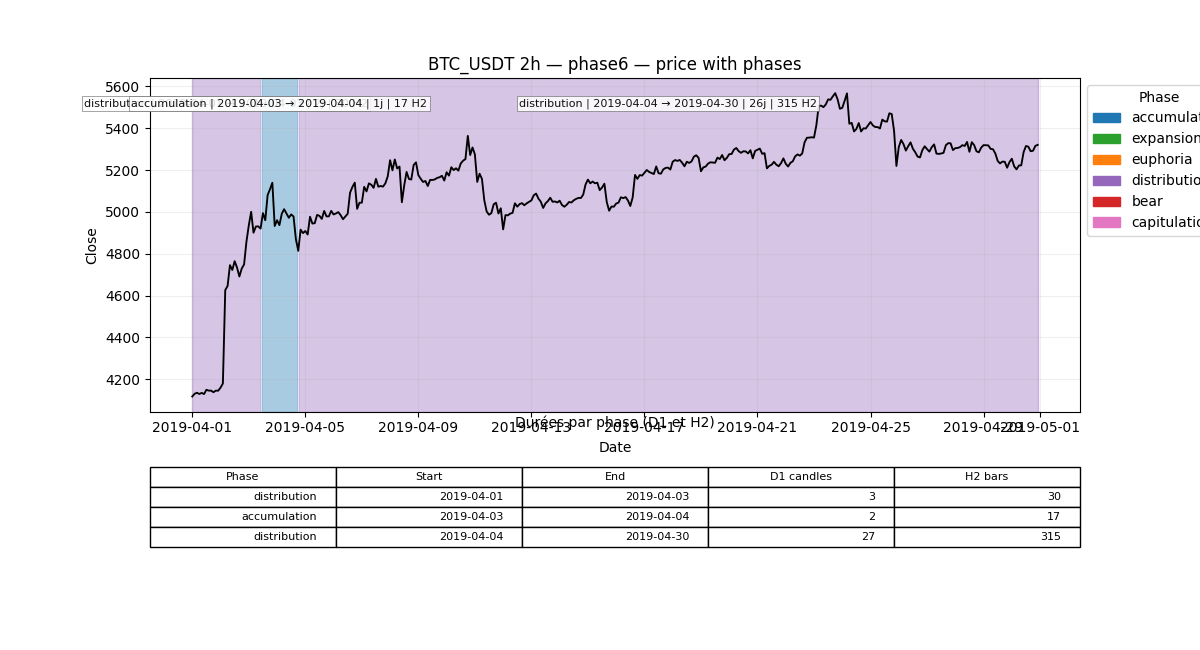 BTC_USDT 2h — phase6 — price with phases
5600
5400
5200
5000
4800
4600
4400
4200
Close
distribut
accumulation | 2019-04-03 → 2019-04-04 | 1j | 17 H2
distribution | 2019-04-04 → 2019-04-30 | 26j | 315 H2
Phase
accumulat
expansion
euphoria
distributio
bear
capitulatio
2019-04-01 2019-04-05 2019-04-09 2019-04-13 2019-04-17 2019-04-21 2019-04-25 2019-04-29 2019-05-01
Durées par phase (D1 et H2)
Date
Phase Start End D1 candles H2 bars
distribution 2019-04-01 2019-04-03 3 30
accumulation 2019-04-03 2019-04-04 2 17
distribution 2019-04-04 2019-04-30 27 315